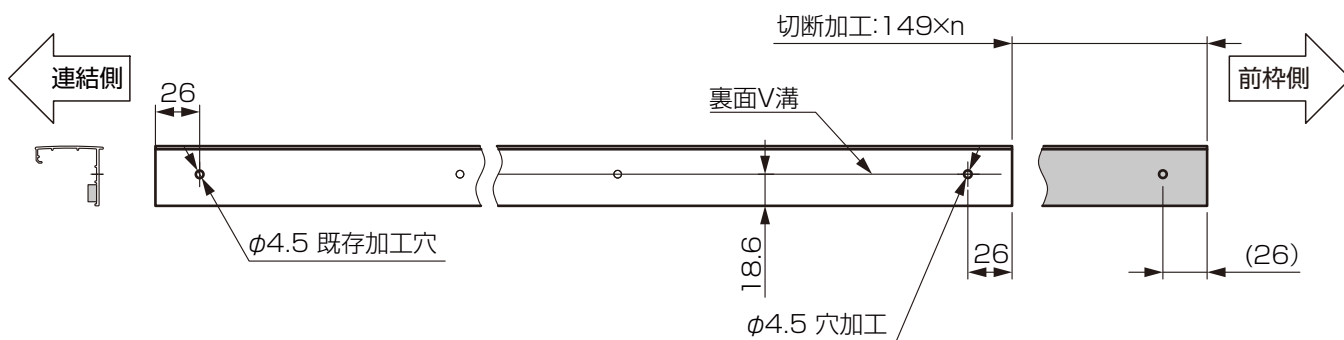 切断加工:149×n
連結側
前枠側
26
裏面V溝
φ4.5 既存加工穴
18.6
26
(26)
φ4.5 穴加工